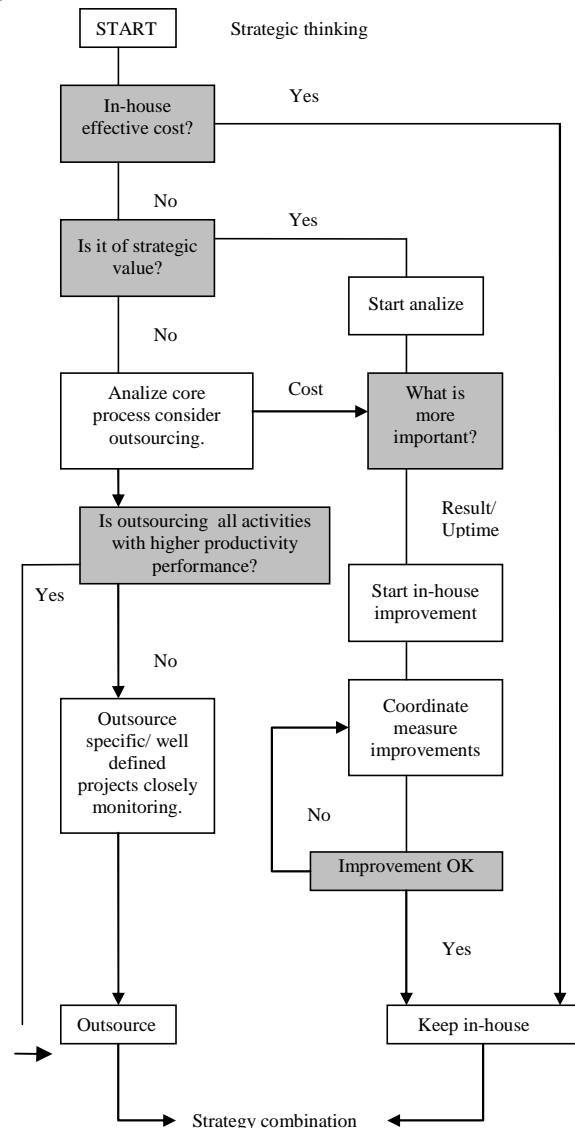 START
Strategic thinking
Yes
In-house
effective cost?
No
Yes
Is it of strategic
value?
Start analize
No
Analize core
process consider
outsourcing.
Cost
What is
more
important?
Result/
Uptime
Is outsourcing all activities
with higher productivity
performance?
Yes
Start in-house
improvement
No
Outsource
specific/ well
defined
projects closely
monitoring.
Coordinate
measure
improvements
No
Improvement OK
Yes
Outsource
Keep in-house
Strategy combination